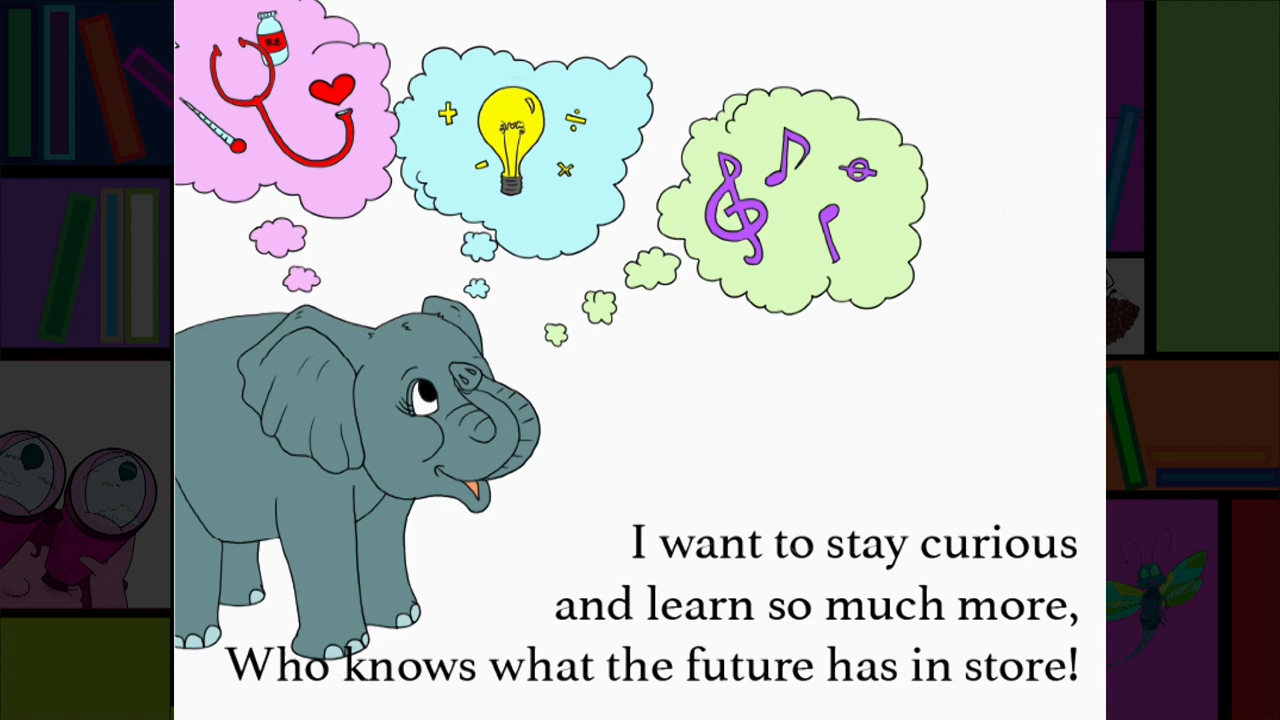 I want to stay curious
and learn so much more,
Who knows what the future has in store!